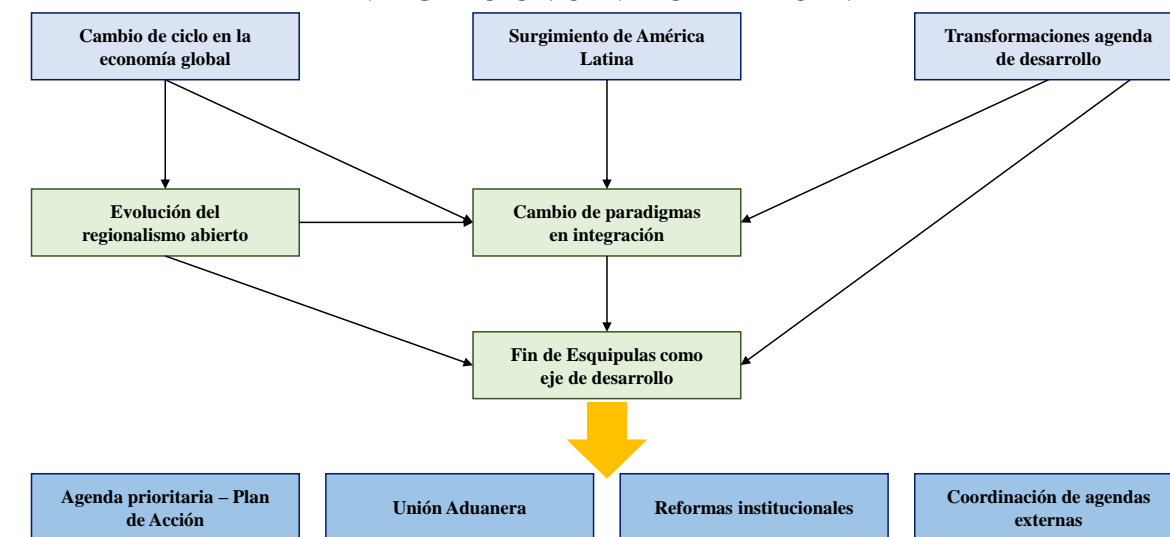 Cambio de ciclo en la
economía global
Surgimiento de América
Latina
Transformaciones agenda
de desarrollo
Evolución del
regionalismo abierto
Cambio de paradigmas
en integración
Fin de Esquipulas como
eje de desarrollo
Agenda prioritaria – Plan
de Acción
Unión Aduanera
Reformas institucionales
Coordinación de agendas
externas